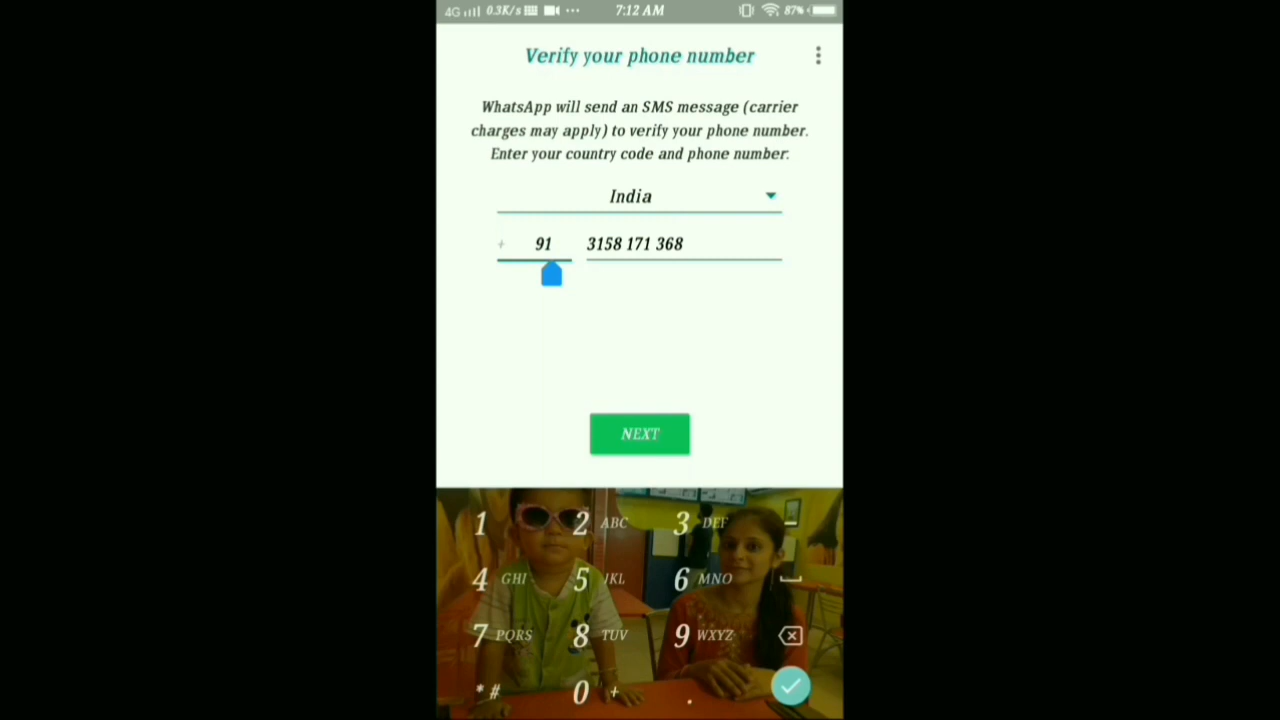 4G 0.3K/s ... 7:12 AM 87%
Verify your phone number
WhatsApp will send an SMS message (carrier
charges may apply) to verify your phone number.
Enter your country code and phone number.
India
+ 91 3158 171 368
NEXT
1 2 ABC 3 DEF -
4 GHI 5 JKL 6 MNO
7 PQRS 8 TUV 9 WXYZ
* # 0 + .